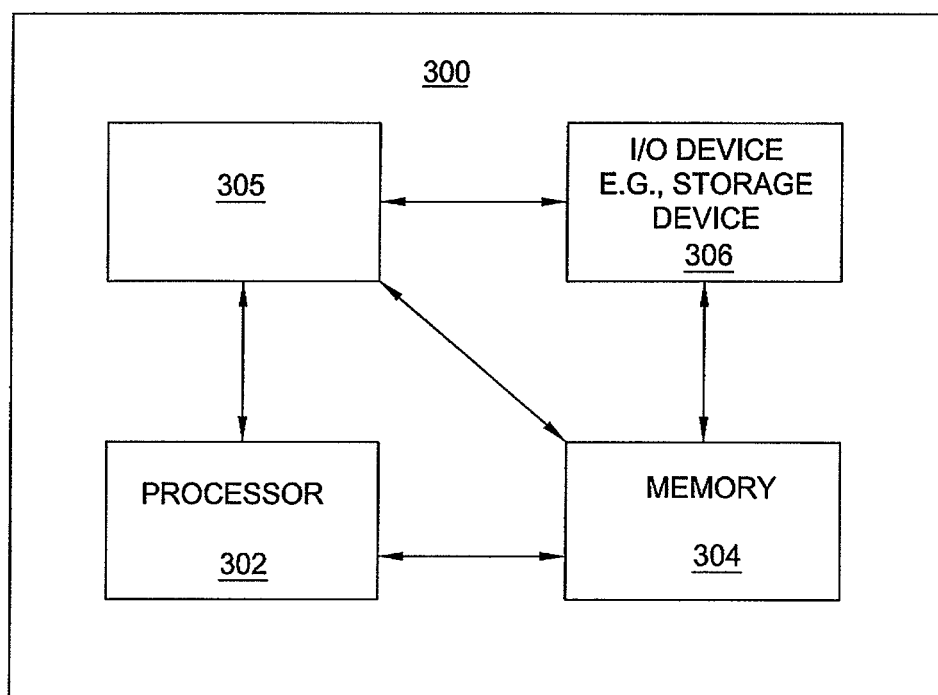 300
305
I/O DEVICE
E.G., STORAGE
DEVICE
306
PROCESSOR
302
MEMORY
304